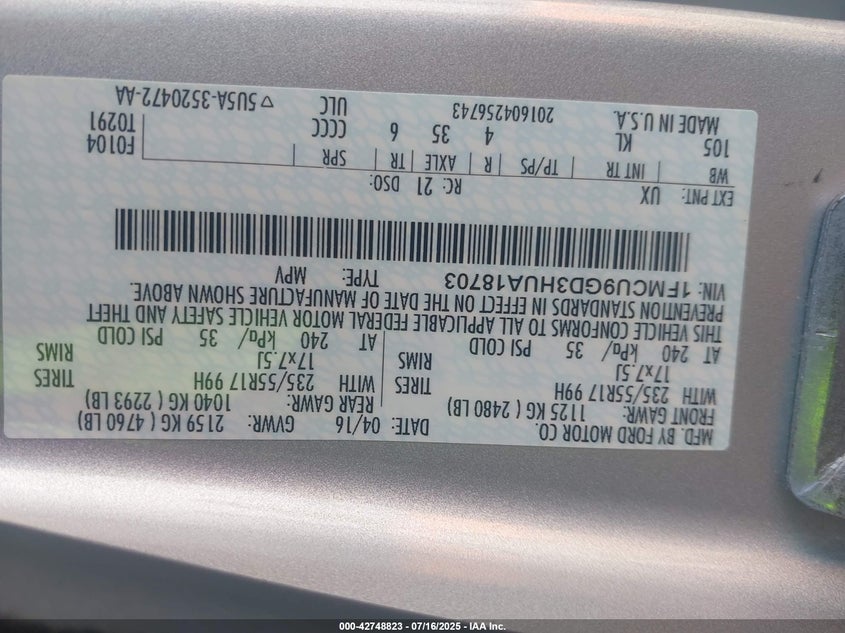 MFD. BY FORD MOTOR CO.
DATE: 04/16 GVWR: 2159 KG ( 4760 LB)
FRONT GAWR: 1125 KG ( 2480 LB) REAR GAWR: 1040 KG ( 2293 LB)
WITH 235/55R17 99H TIRES WITH 235/55R17 99H TIRES
17x7.5J RIMS 17x7.5J RIMS
AT 240 kPa/ 35 PSI COLD AT 240 kPa/ 35 PSI COLD
THIS VEHICLE CONFORMS TO ALL APPLICABLE FEDERAL MOTOR VEHICLE SAFETY AND THEFT
PREVENTION STANDARDS IN EFFECT ON THE DATE OF MANUFACTURE SHOWN ABOVE.
VIN: 1FMCU9GD3HUA18703 TYPE: MPV
EXT PNT: UX RC: 21 DSO:
WB INT TR TP/PS R AXLE TR SPR F0104
105 KL 4 35 6 CCCC T0291
MADE IN U.S.A. 201604256743 ULC ▽ 5U5A-3520472-AA
000-42748823 / 07/16/2025 - IAA Inc.